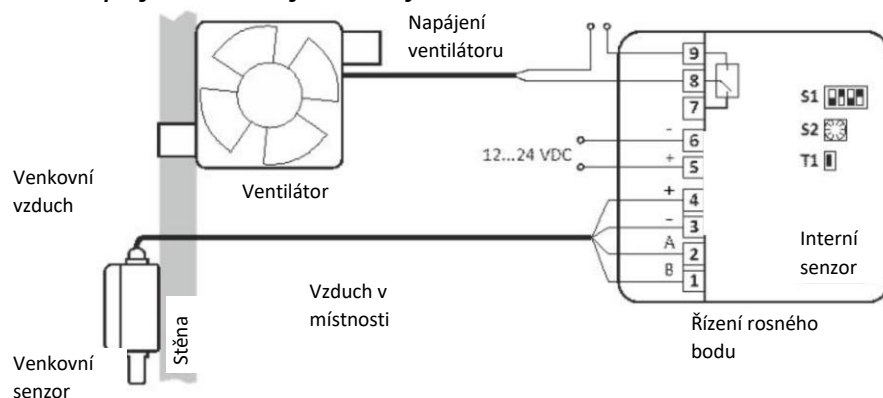 Napájení
ventilátoru
9
8
7
S1
S2
T1
-
6
12...24 VDC
+
5
+
4
-
3
A
2
B
1
Venkovní
vzduch
Ventilátor
Interní
senzor
Vzduch v
místnosti
Stěna
Řízení rosného
bodu
Venkovní
senzor